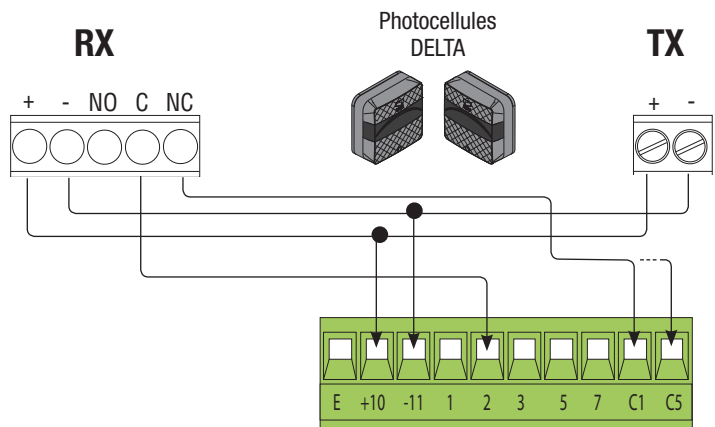 Photocellules
DELTA
RX
TX
+ - NO C NC
+ -
E +10 -11 1 2 3 5 7 C1 C5